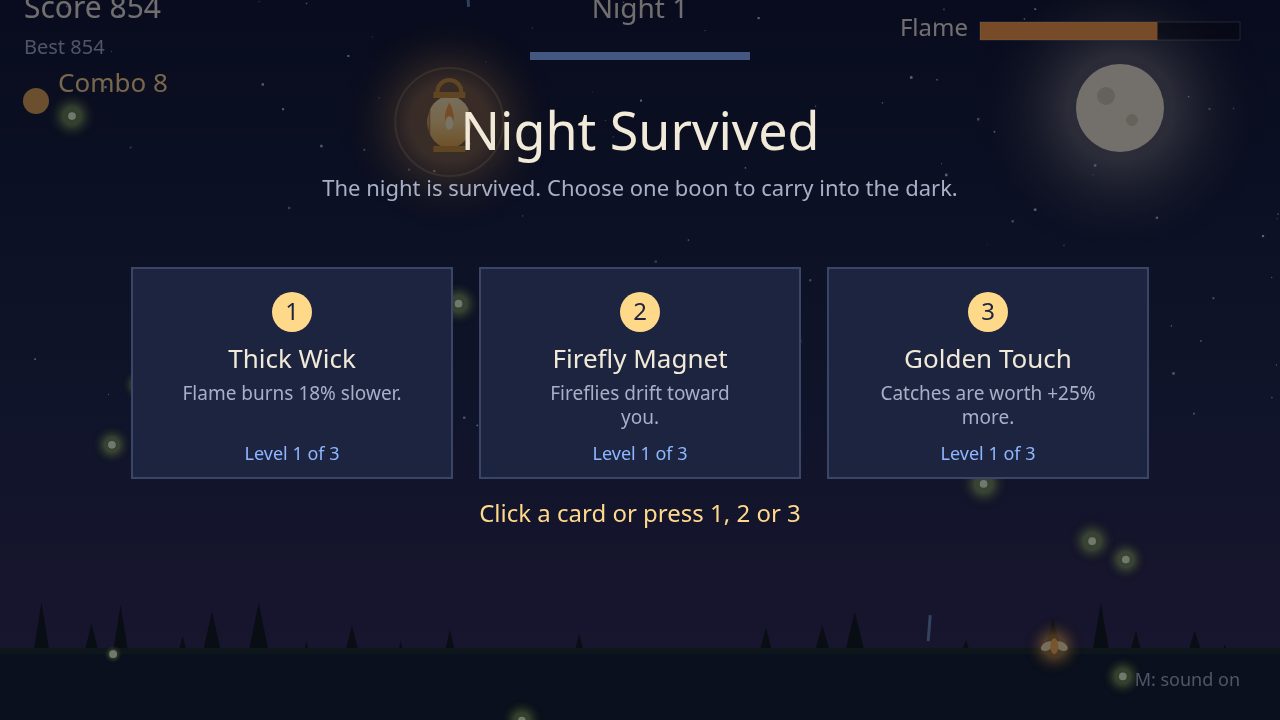 Score 854
Night 1
Flame
Best 854
Combo 8
Night Survived
The night is survived. Choose one boon to carry into the dark.
1
Thick Wick
Flame burns 18% slower.
Level 1 of 3
2
Firefly Magnet
Fireflies drift toward
you.
Level 1 of 3
3
Golden Touch
Catches are worth +25%
more.
Level 1 of 3
Click a card or press 1, 2 or 3
M: sound on